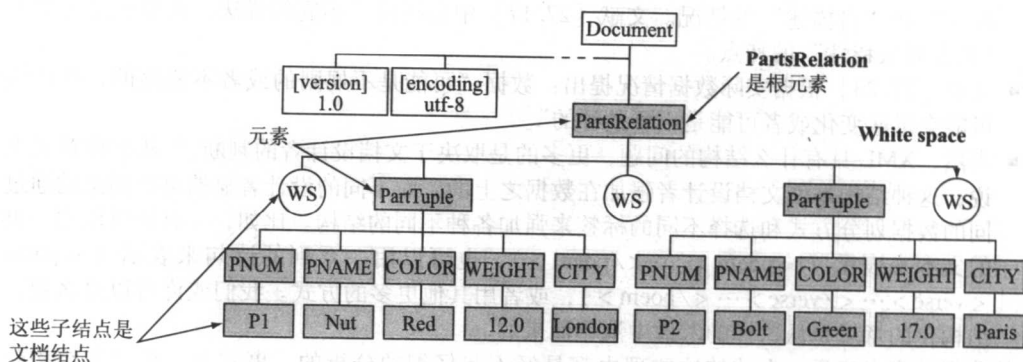 Document
[version]
1.0
[encoding]
utf-8
PartsRelation
是根元素
PartsRelation
元素
White space
WS
PartTuple
WS
PartTuple
WS
PNUM PNAME COLOR WEIGHT CITY PNUM PNAME COLOR WEIGHT CITY
P1 Nut Red 12.0 London P2 Bolt Green 17.0 Paris
这些子结点是
文档结点